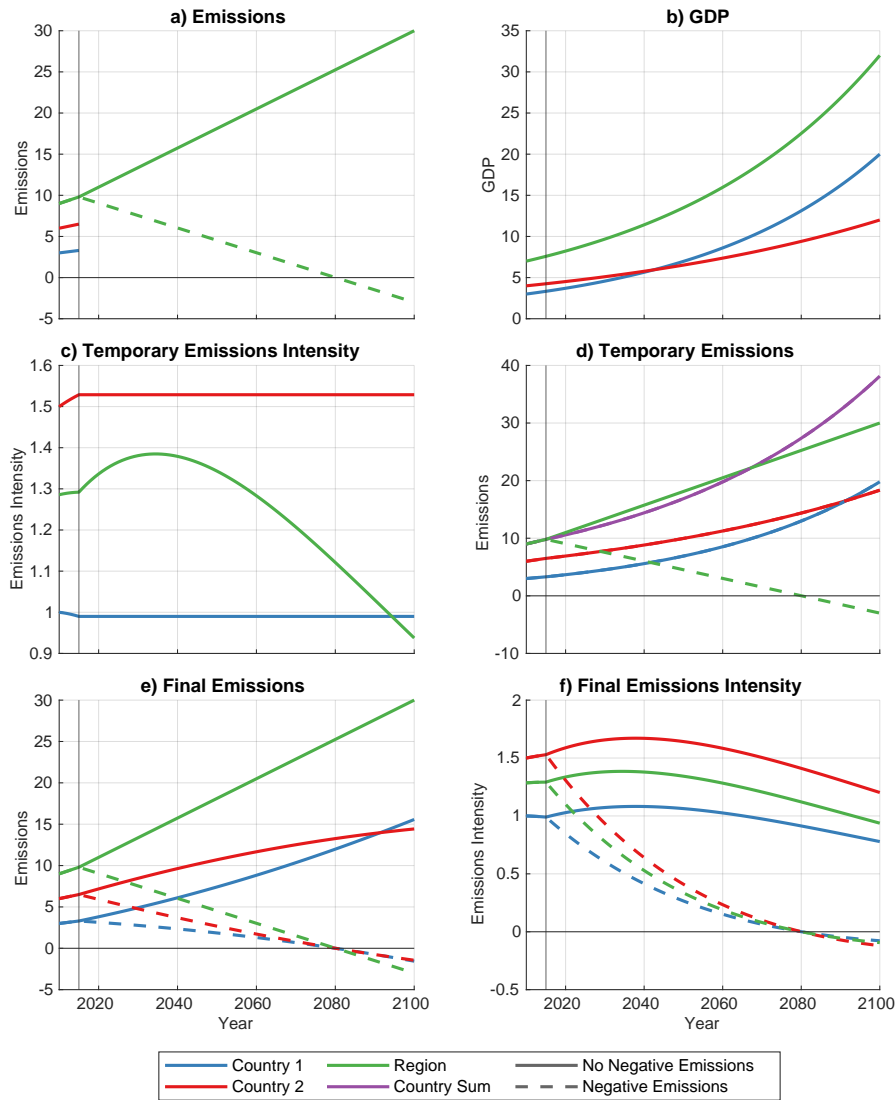 a) Emissions
30
25
20
15
10
5
0
-5
Emissions
b) GDP
35
30
25
20
15
10
5
0
GDP
c) Temporary Emissions Intensity
1.6
1.5
1.4
1.3
1.2
1.1
1
0.9
Emissions Intensity
d) Temporary Emissions
40
30
20
10
0
-10
Emissions
e) Final Emissions
30
25
20
15
10
5
0
-5
Emissions
2020 2040 2060 2080 2100
Year
f) Final Emissions Intensity
2
1.5
1
0.5
0
-0.5
Emissions Intensity
2020 2040 2060 2080 2100
Year
Country 1 Region No Negative Emissions
Country 2 Country Sum Negative Emissions